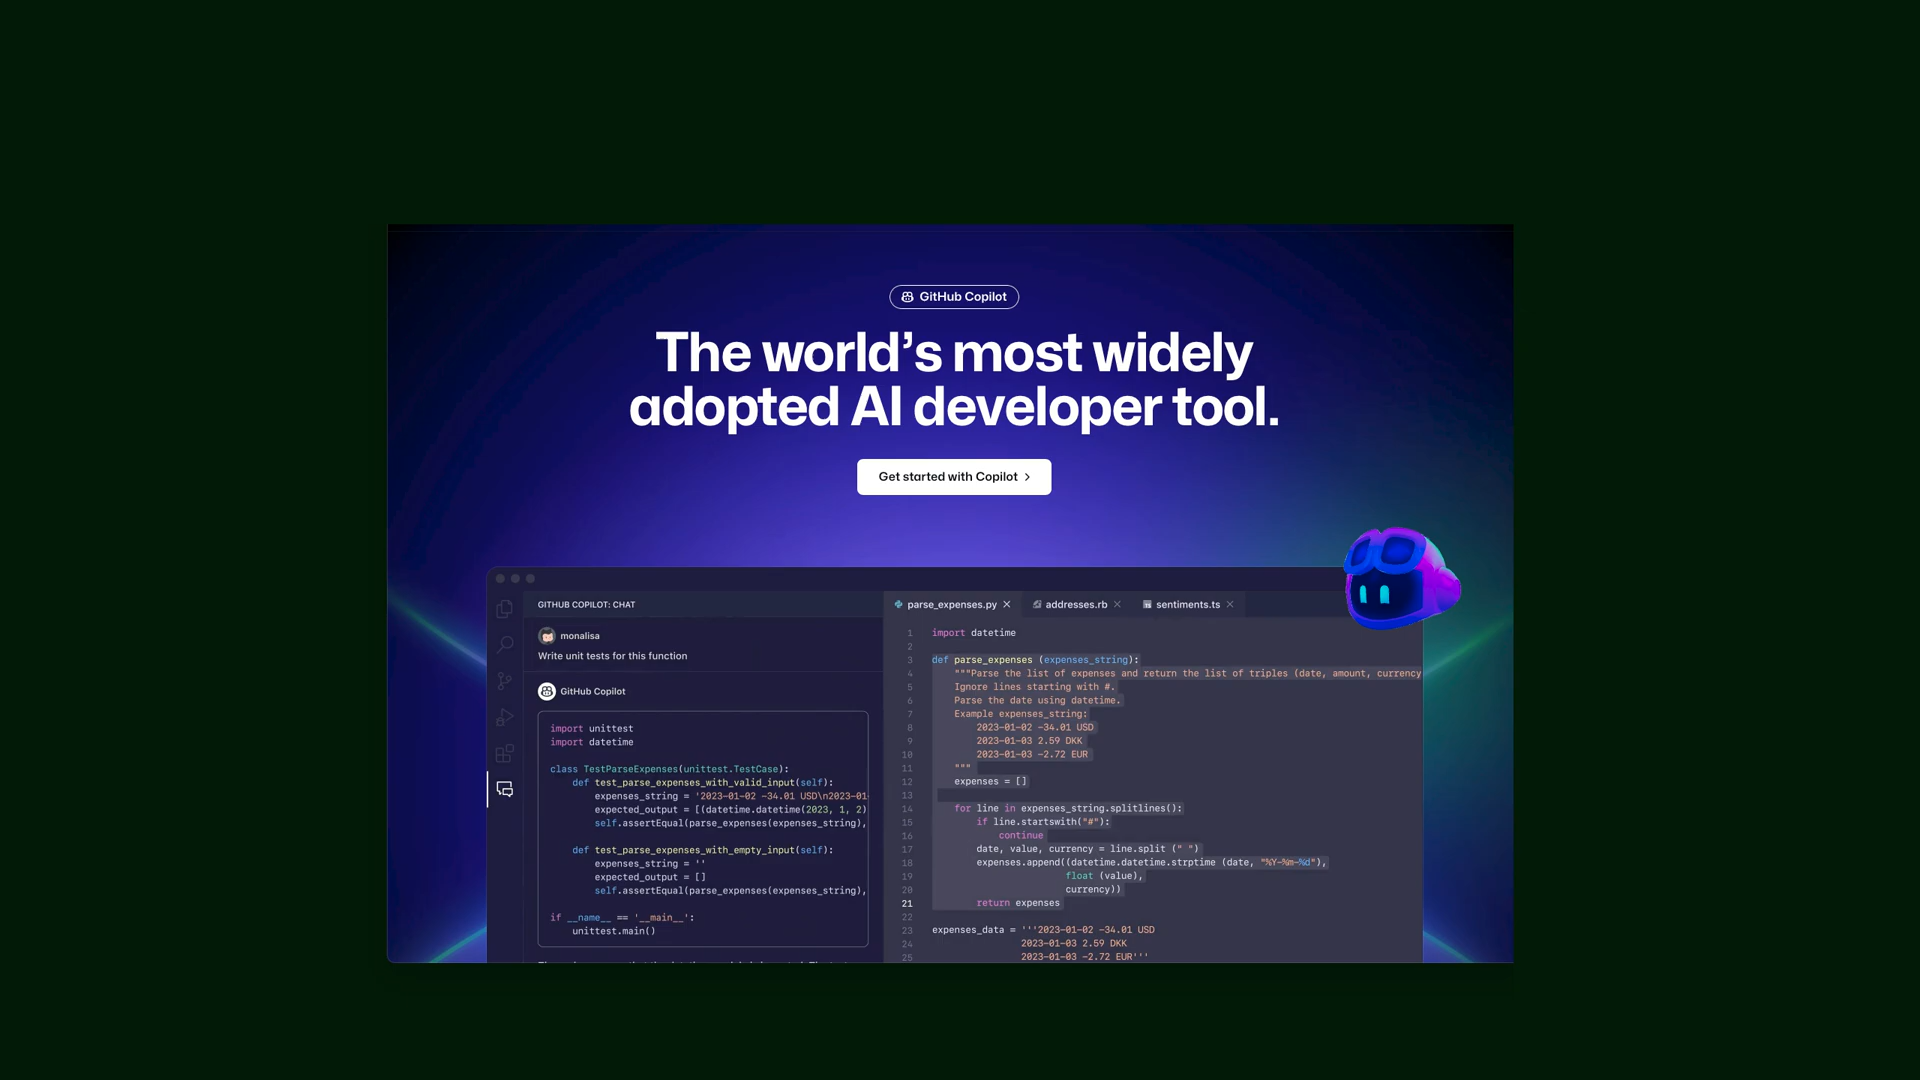 GitHub Copilot
The world’s most widely
adopted AI developer tool.
Get started with Copilot
GITHUB COPILOT: CHAT
monalisa
Write unit tests for this function
GitHub Copilot
import unittest
import datetime
class TestParseExpenses(unittest.TestCase):
def test_parse_expenses_with_valid_input(self):
expenses_string = '2023-01-02 -34.01 USD\n2023-01-
expected_output = [(datetime.datetime(2023, 1, 2)
self.assertEqual(parse_expenses(expenses_string),
def test_parse_expenses_with_empty_input(self):
expenses_string = ''
expected_output = []
self.assertEqual(parse_expenses(expenses_string),
if __name__ == '__main__':
unittest.main()
parse_expenses.py
addresses.rb
sentiments.ts
1 import datetime
2
3 def parse_expenses (expenses_string):
4 """Parse the list of expenses and return the list of triples (date, amount, currency
5 Ignore lines starting with #.
6 Parse the date using datetime.
7 Example expenses_string:
8 2023-01-02 -34.01 USD
9 2023-01-03 2.59 DKK
10 2023-01-03 -2.72 EUR
11 """
12 expenses = []
13
14 for line in expenses_string.splitlines():
15 if line.startswith("#"):
16 continue
17 date, value, currency = line.split (" ")
18 expenses.append((datetime.datetime.strptime (date, "%Y-%m-%d"),
19 float (value),
20 currency))
21 return expenses
22
23 expenses_data = '''2023-01-02 -34.01 USD
24 2023-01-03 2.59 DKK
25 2023-01-03 -2.72 EUR'''